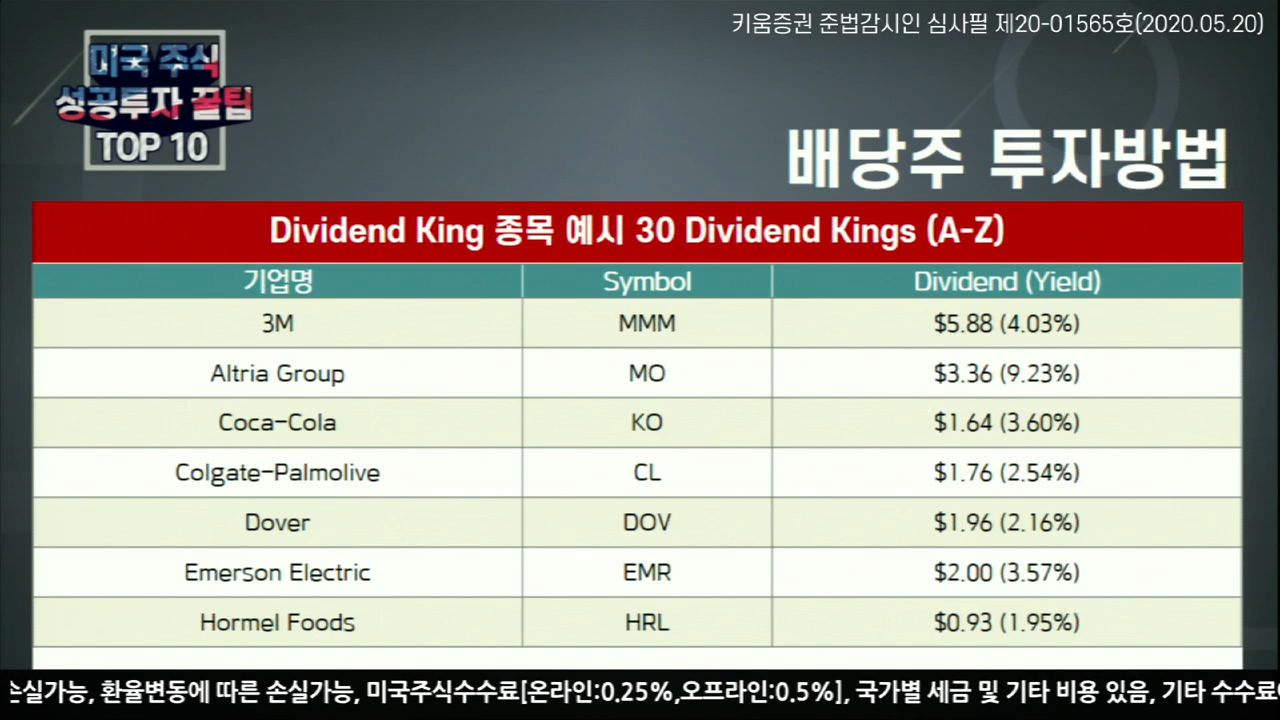 키움증권 준법감시인 심사필 제20-01565호(2020.05.20)
미국 주식
성공투자 꿀팁
TOP 10
배당주 투자방법
Dividend King 종목 예시 30 Dividend Kings (A-Z)
기업명 Symbol Dividend (Yield)
3M MMM $5.88 (4.03%)
Altria Group MO $3.36 (9.23%)
Coca-Cola KO $1.64 (3.60%)
Colgate-Palmolive CL $1.76 (2.54%)
Dover DOV $1.96 (2.16%)
Emerson Electric EMR $2.00 (3.57%)
Hormel Foods HRL $0.93 (1.95%)
손실가능, 환율변동에 따른 손실가능, 미국주식수수료[온라인:0.25%,오프라인:0.5%], 국가별 세금 및 기타 비용 있음, 기타 수수료